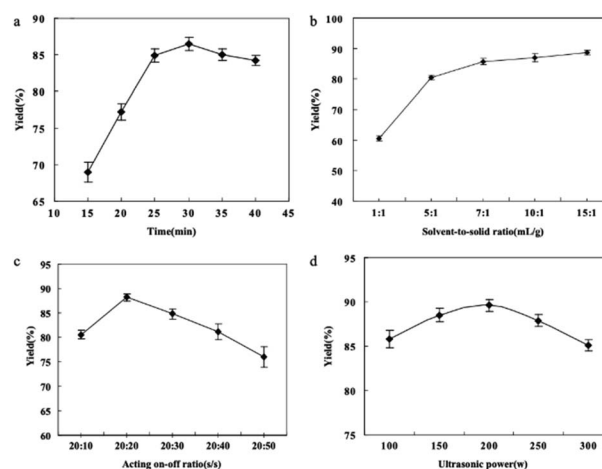 a
90
85
80
75
70
65
Yield(%)
10 15 20 25 30 35 40 45
Time(min)
b
100
90
80
70
60
50
40
Yield(%)
1:1 5:1 7:1 10:1 15:1
Solvent-to-solid ratio(mL/g)
c
95
90
85
80
75
70
65
60
Yield(%)
20:10 20:20 20:30 20:40 20:50
Acting on-off ratio(s/s)
d
95
90
85
80
75
Yield(%)
100 150 200 250 300
Ultrasonic power(w)